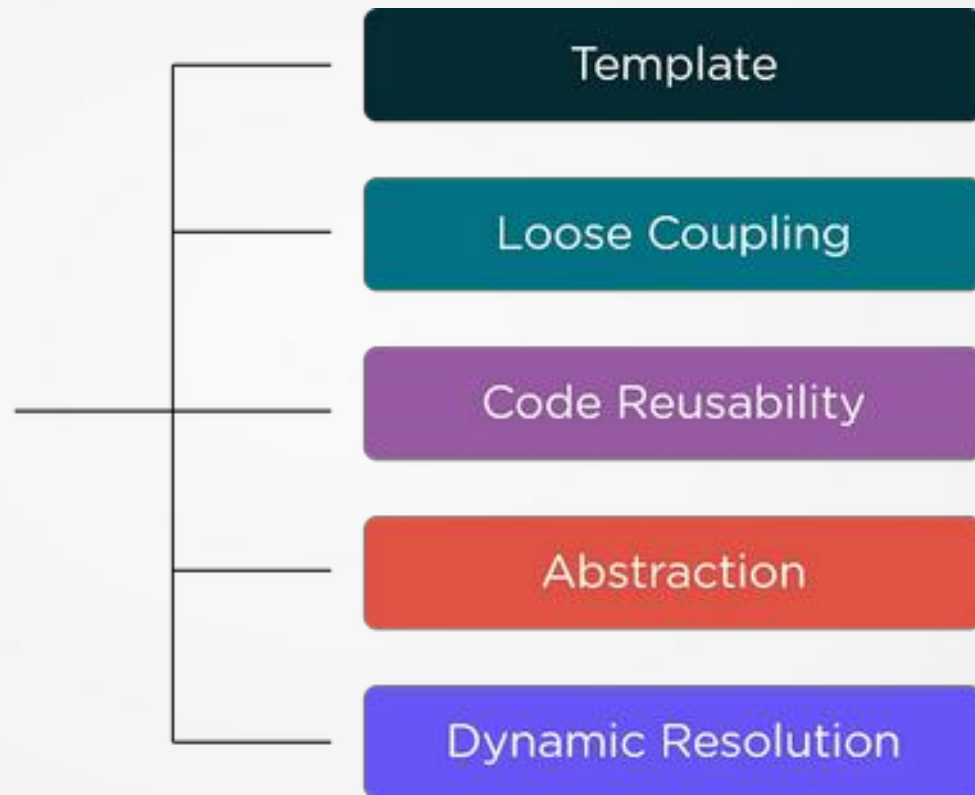 Template
Loose Coupling
Code Reusability
Abstraction
Dynamic Resolution